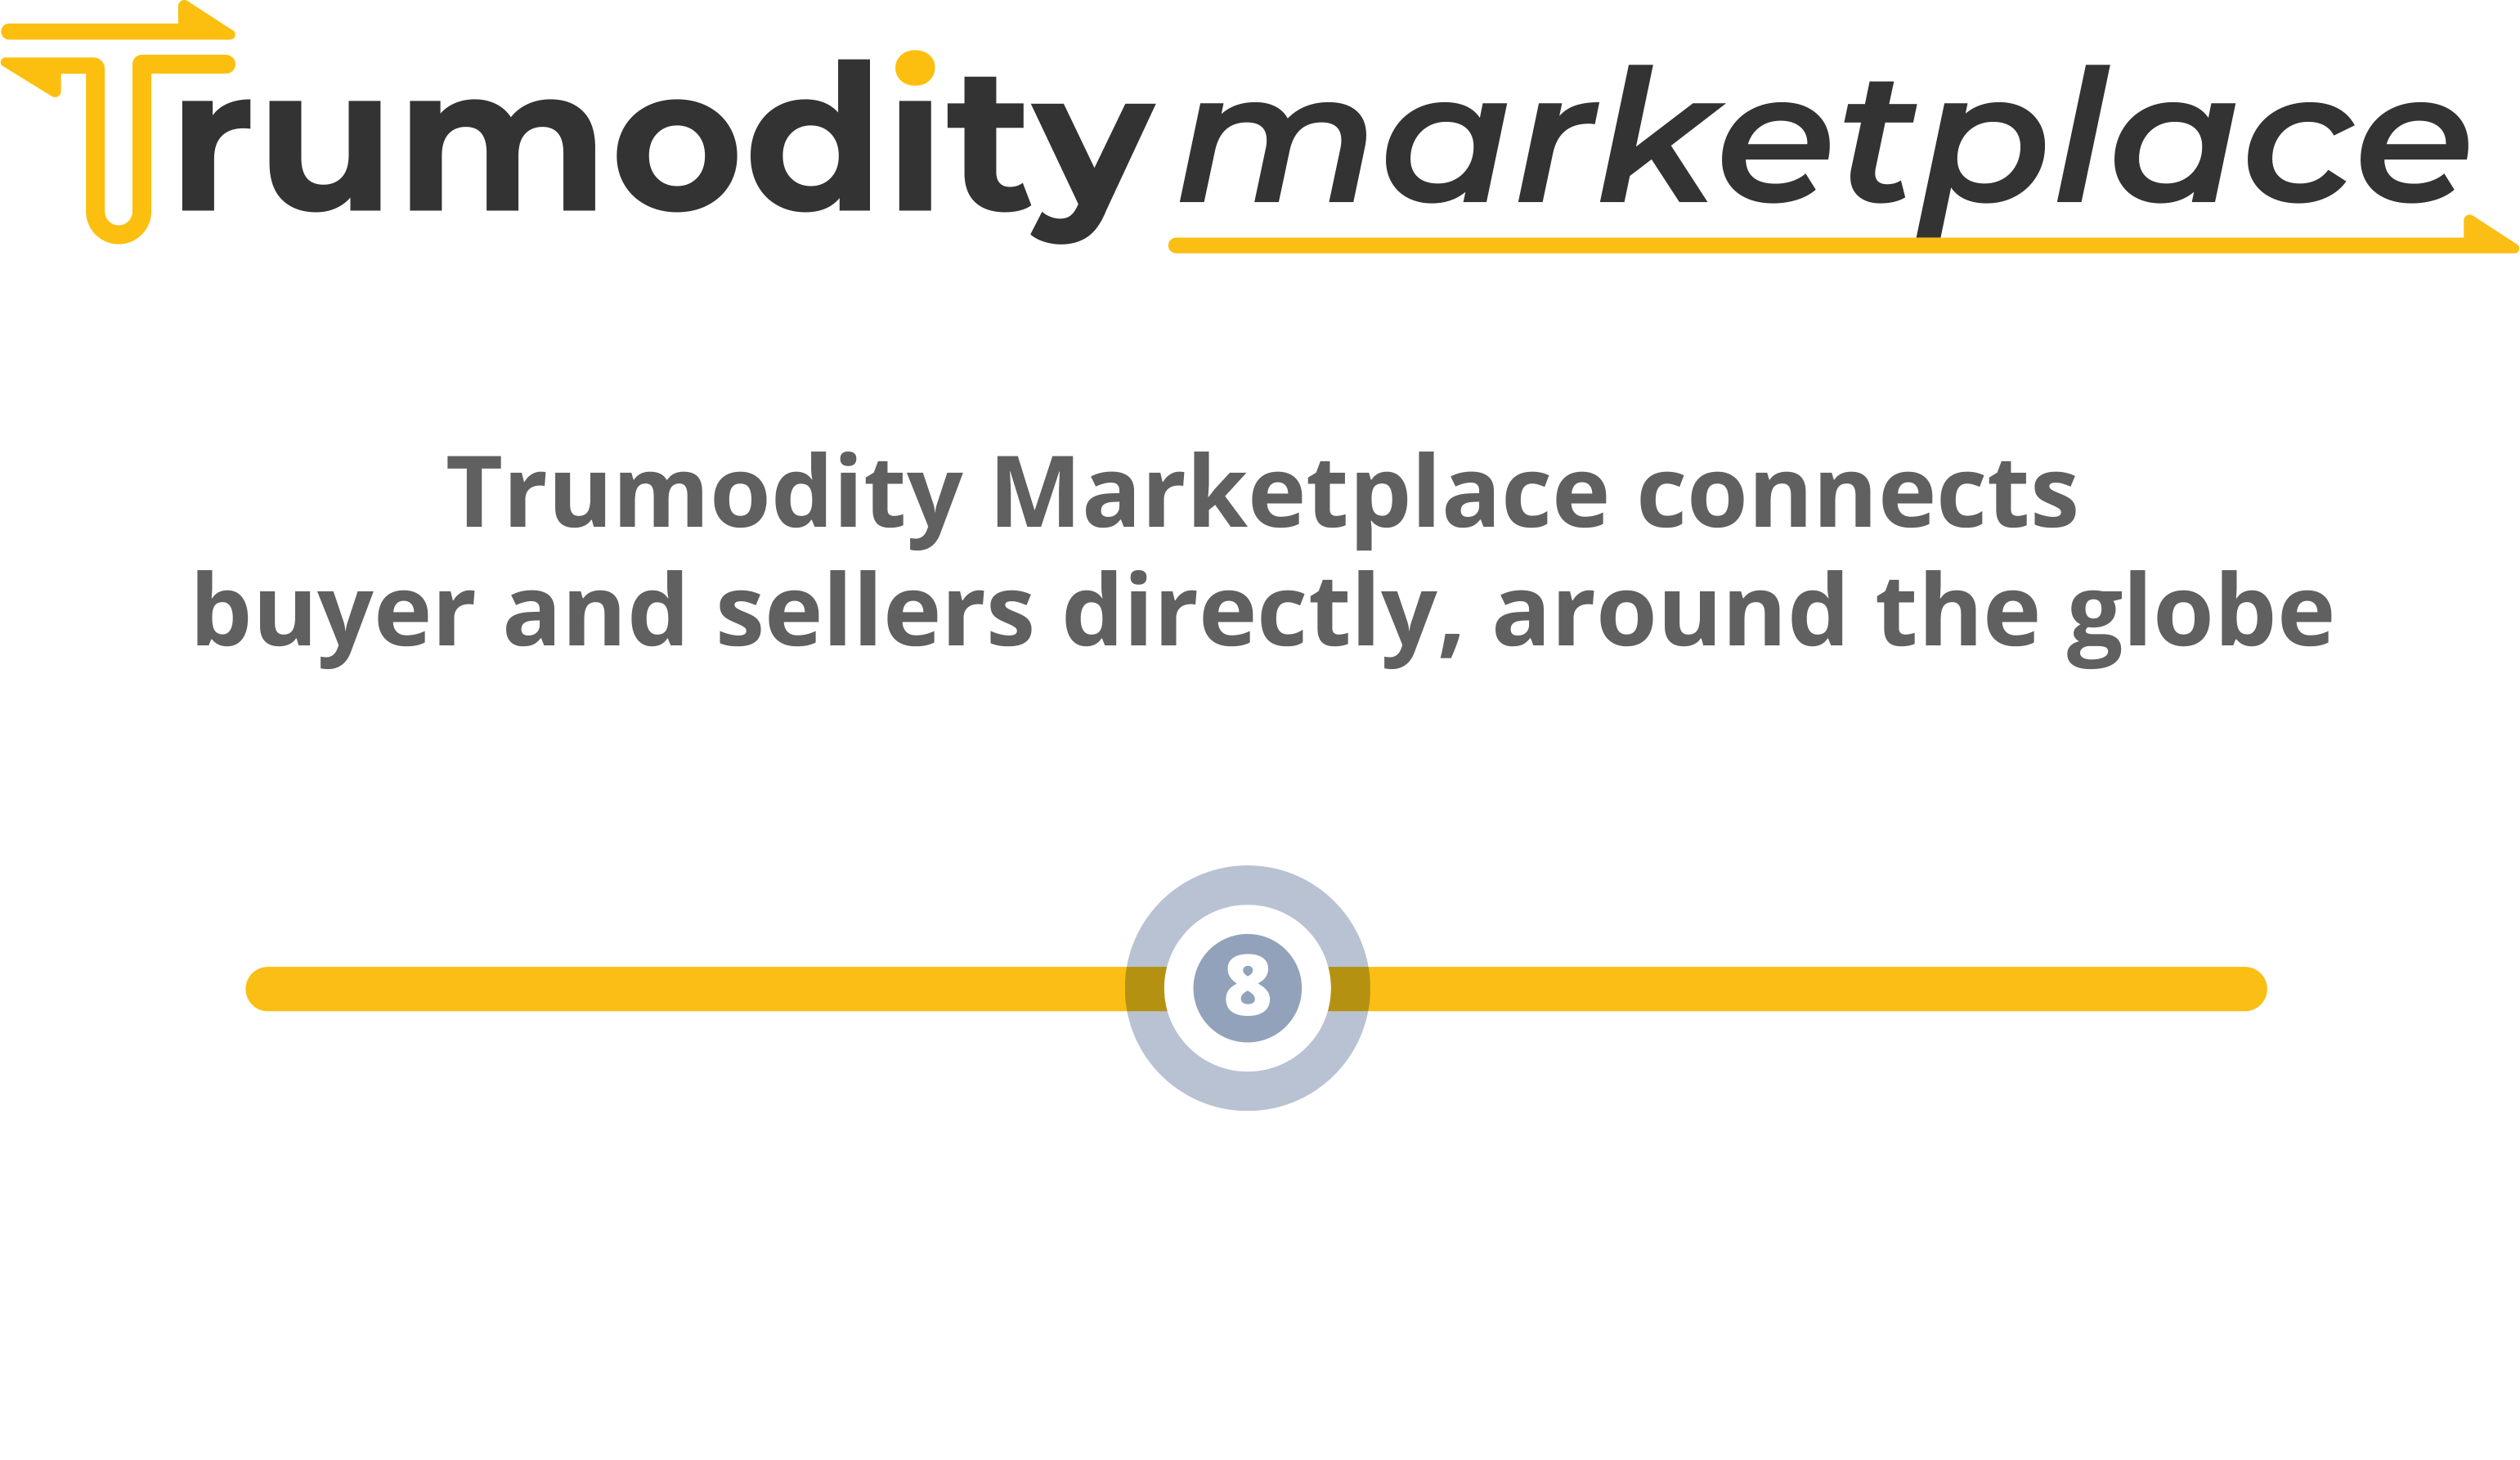 Trumodity marketplace
Trumodity Marketplace connects
buyer and sellers directly, around the globe
8